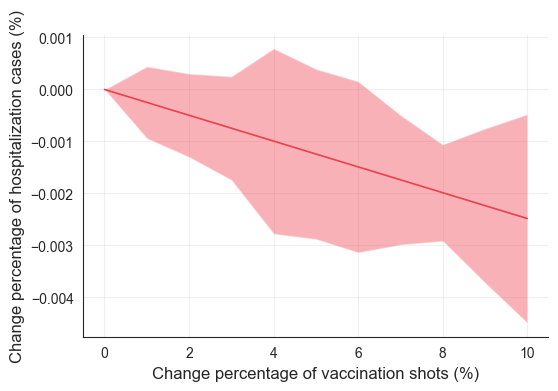 Change percentage of hospitalization cases (%)
0.001
0.000
−0.001
−0.002
−0.003
−0.004
0 2 4 6 8 10
Change percentage of vaccination shots (%)